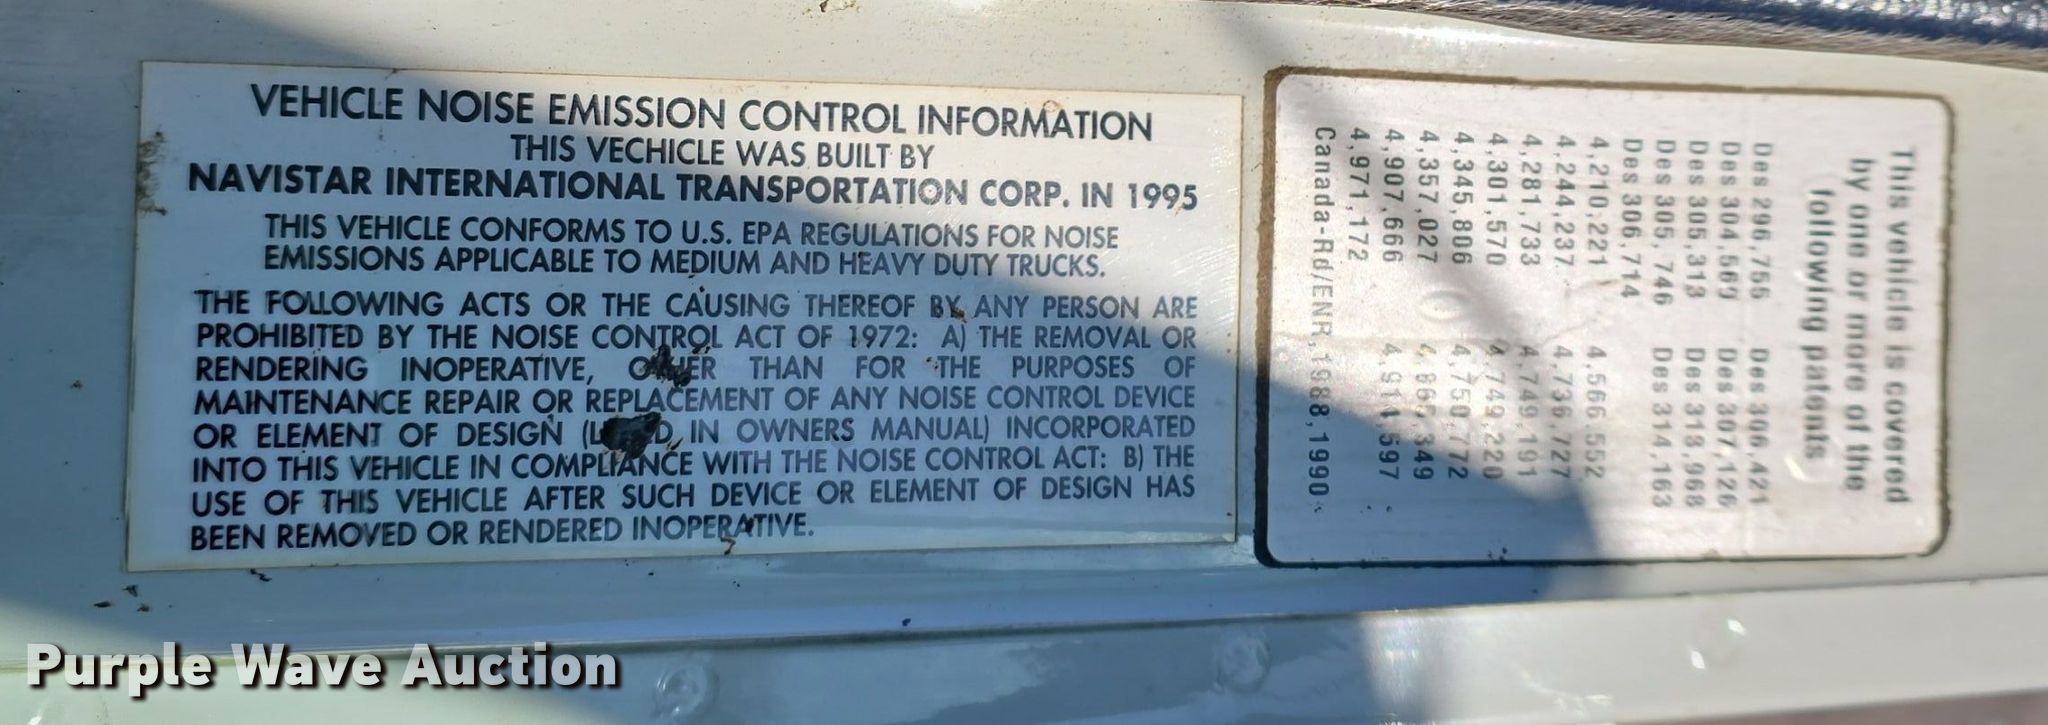 VEHICLE NOISE EMISSION CONTROL INFORMATION
THIS VECHICLE WAS BUILT BY
NAVISTAR INTERNATIONAL TRANSPORTATION CORP. IN 1995
THIS VEHICLE CONFORMS TO U.S. EPA REGULATIONS FOR NOISE
EMISSIONS APPLICABLE TO MEDIUM AND HEAVY DUTY TRUCKS.
THE FOLLOWING ACTS OR THE CAUSING THEREOF BY ANY PERSON ARE
PROHIBITED BY THE NOISE CONTROL ACT OF 1972: A) THE REMOVAL OR
RENDERING INOPERATIVE, OTHER THAN FOR THE PURPOSES OF
MAINTENANCE REPAIR OR REPLACEMENT OF ANY NOISE CONTROL DEVICE
OR ELEMENT OF DESIGN ( IN OWNERS MANUAL) INCORPORATED
INTO THIS VEHICLE IN COMPLIANCE WITH THE NOISE CONTROL ACT: B) THE
USE OF THIS VEHICLE AFTER SUCH DEVICE OR ELEMENT OF DESIGN HAS
BEEN REMOVED OR RENDERED INOPERATIVE.
This vehicle is covered
by one or more of the
following patents
Des 296,755 Des 306,421
Des 304,569 Des 307,126
Des 305,313 Des 313,968
Des 305,746 Des 314,163
Des 306,714
4,210,221 4,566,552
4,244,237 4,736,727
4,281,733 4,749,191
4,301,570 4,749,220
4,345,806 4,750,772
4,357,027 4,865,349
4,907,666 4,911,597
4,971,172
Canada-Rd/ENR,1988,1990
Purple Wave Auction